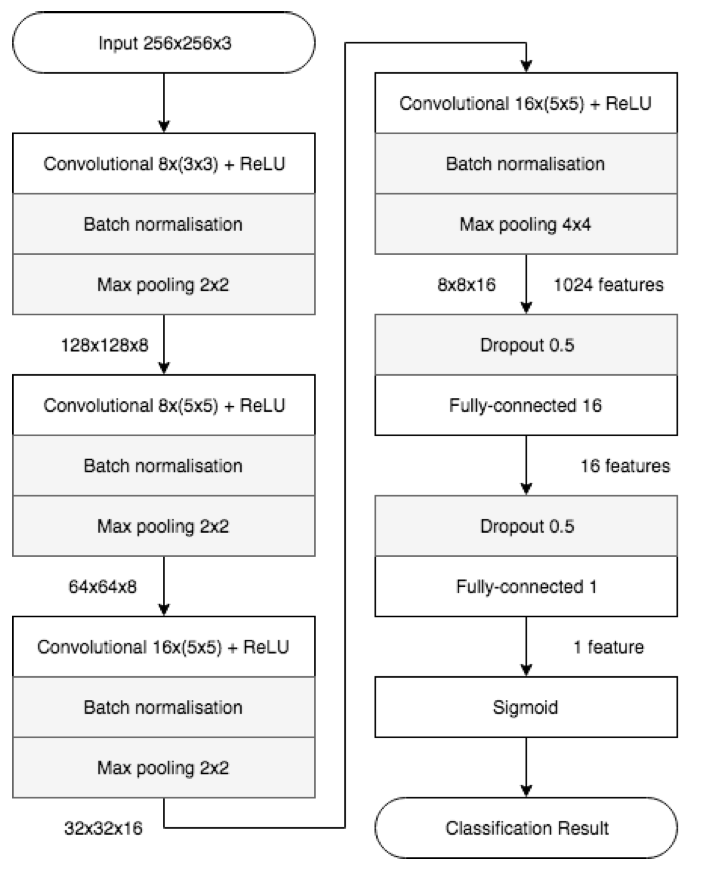 Input 256x256x3
Convolutional 8x(3x3) + ReLU
Batch normalisation
Max pooling 2x2
128x128x8
Convolutional 8x(5x5) + ReLU
Batch normalisation
Max pooling 2x2
64x64x8
Convolutional 16x(5x5) + ReLU
Batch normalisation
Max pooling 2x2
32x32x16
Convolutional 16x(5x5) + ReLU
Batch normalisation
Max pooling 4x4
8x8x16 1024 features
Dropout 0.5
Fully-connected 16
16 features
Dropout 0.5
Fully-connected 1
1 feature
Sigmoid
Classification Result